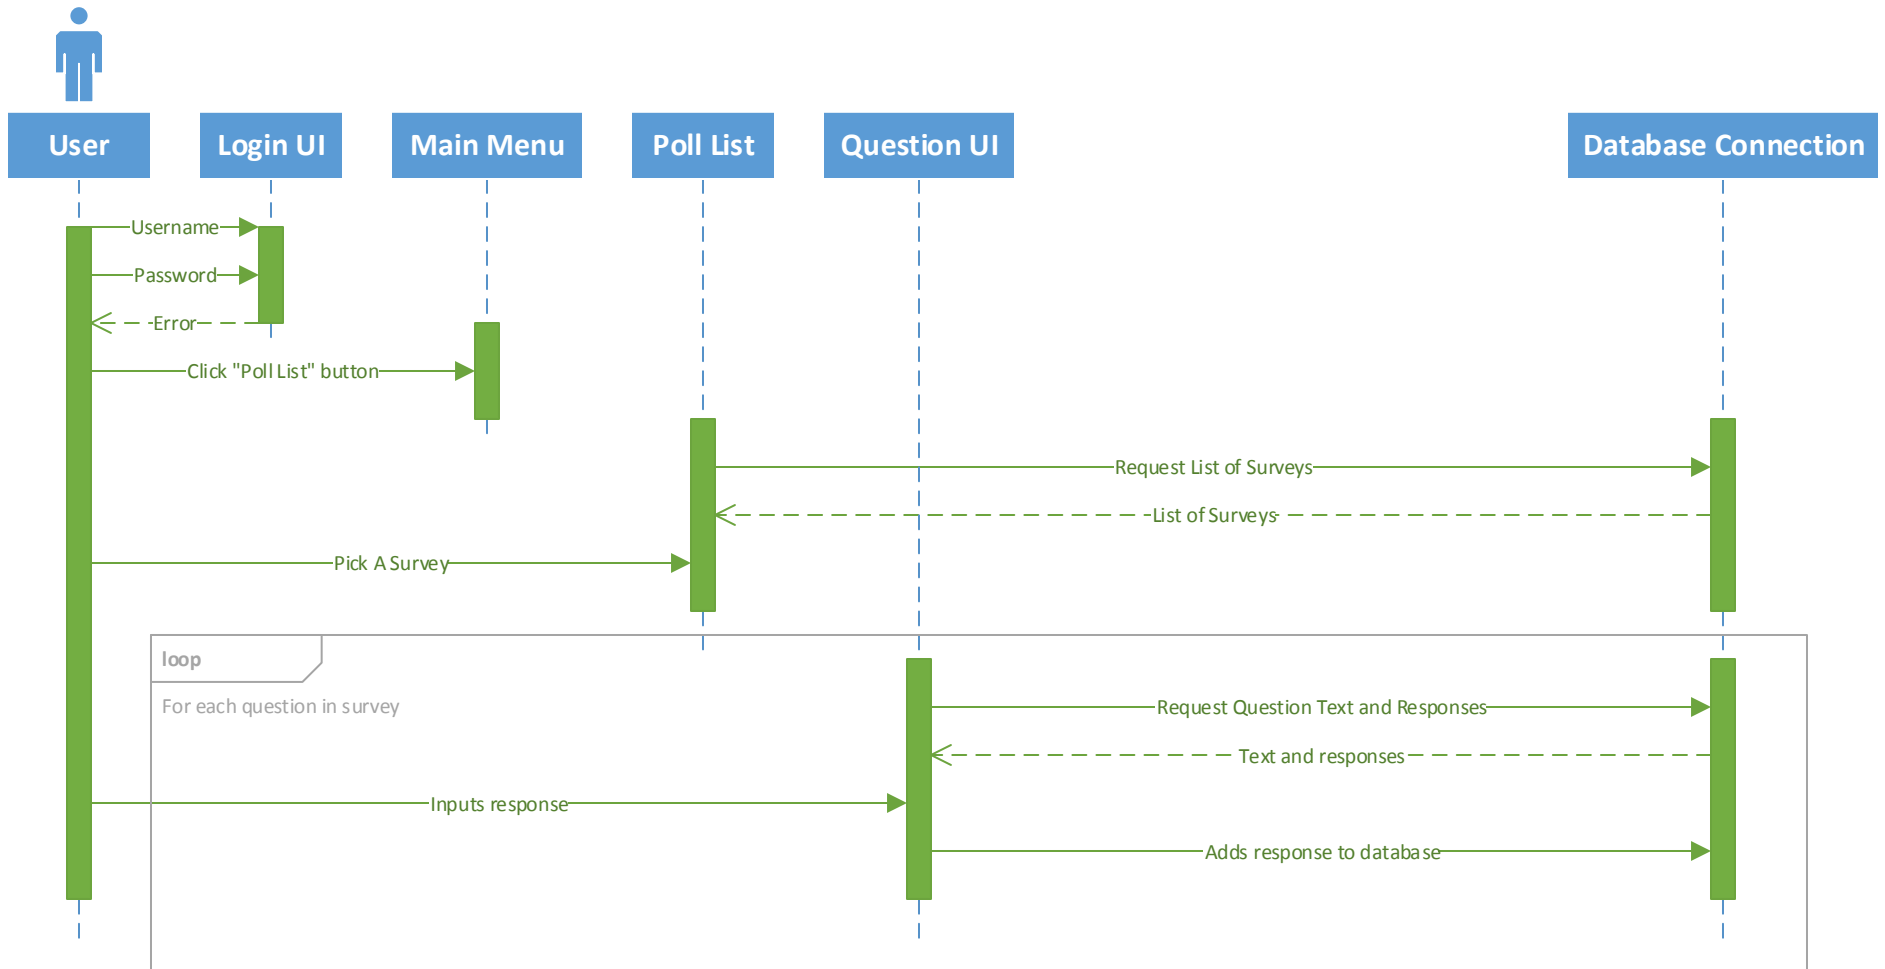 User
Login UI
Main Menu
Poll List
Question UI
Database Connection
Username
Password
Error
Click "Poll List" button
Request List of Surveys
List of Surveys
Pick A Survey
loop
For each question in survey
Request Question Text and Responses
Text and responses
Inputs response
Adds response to database